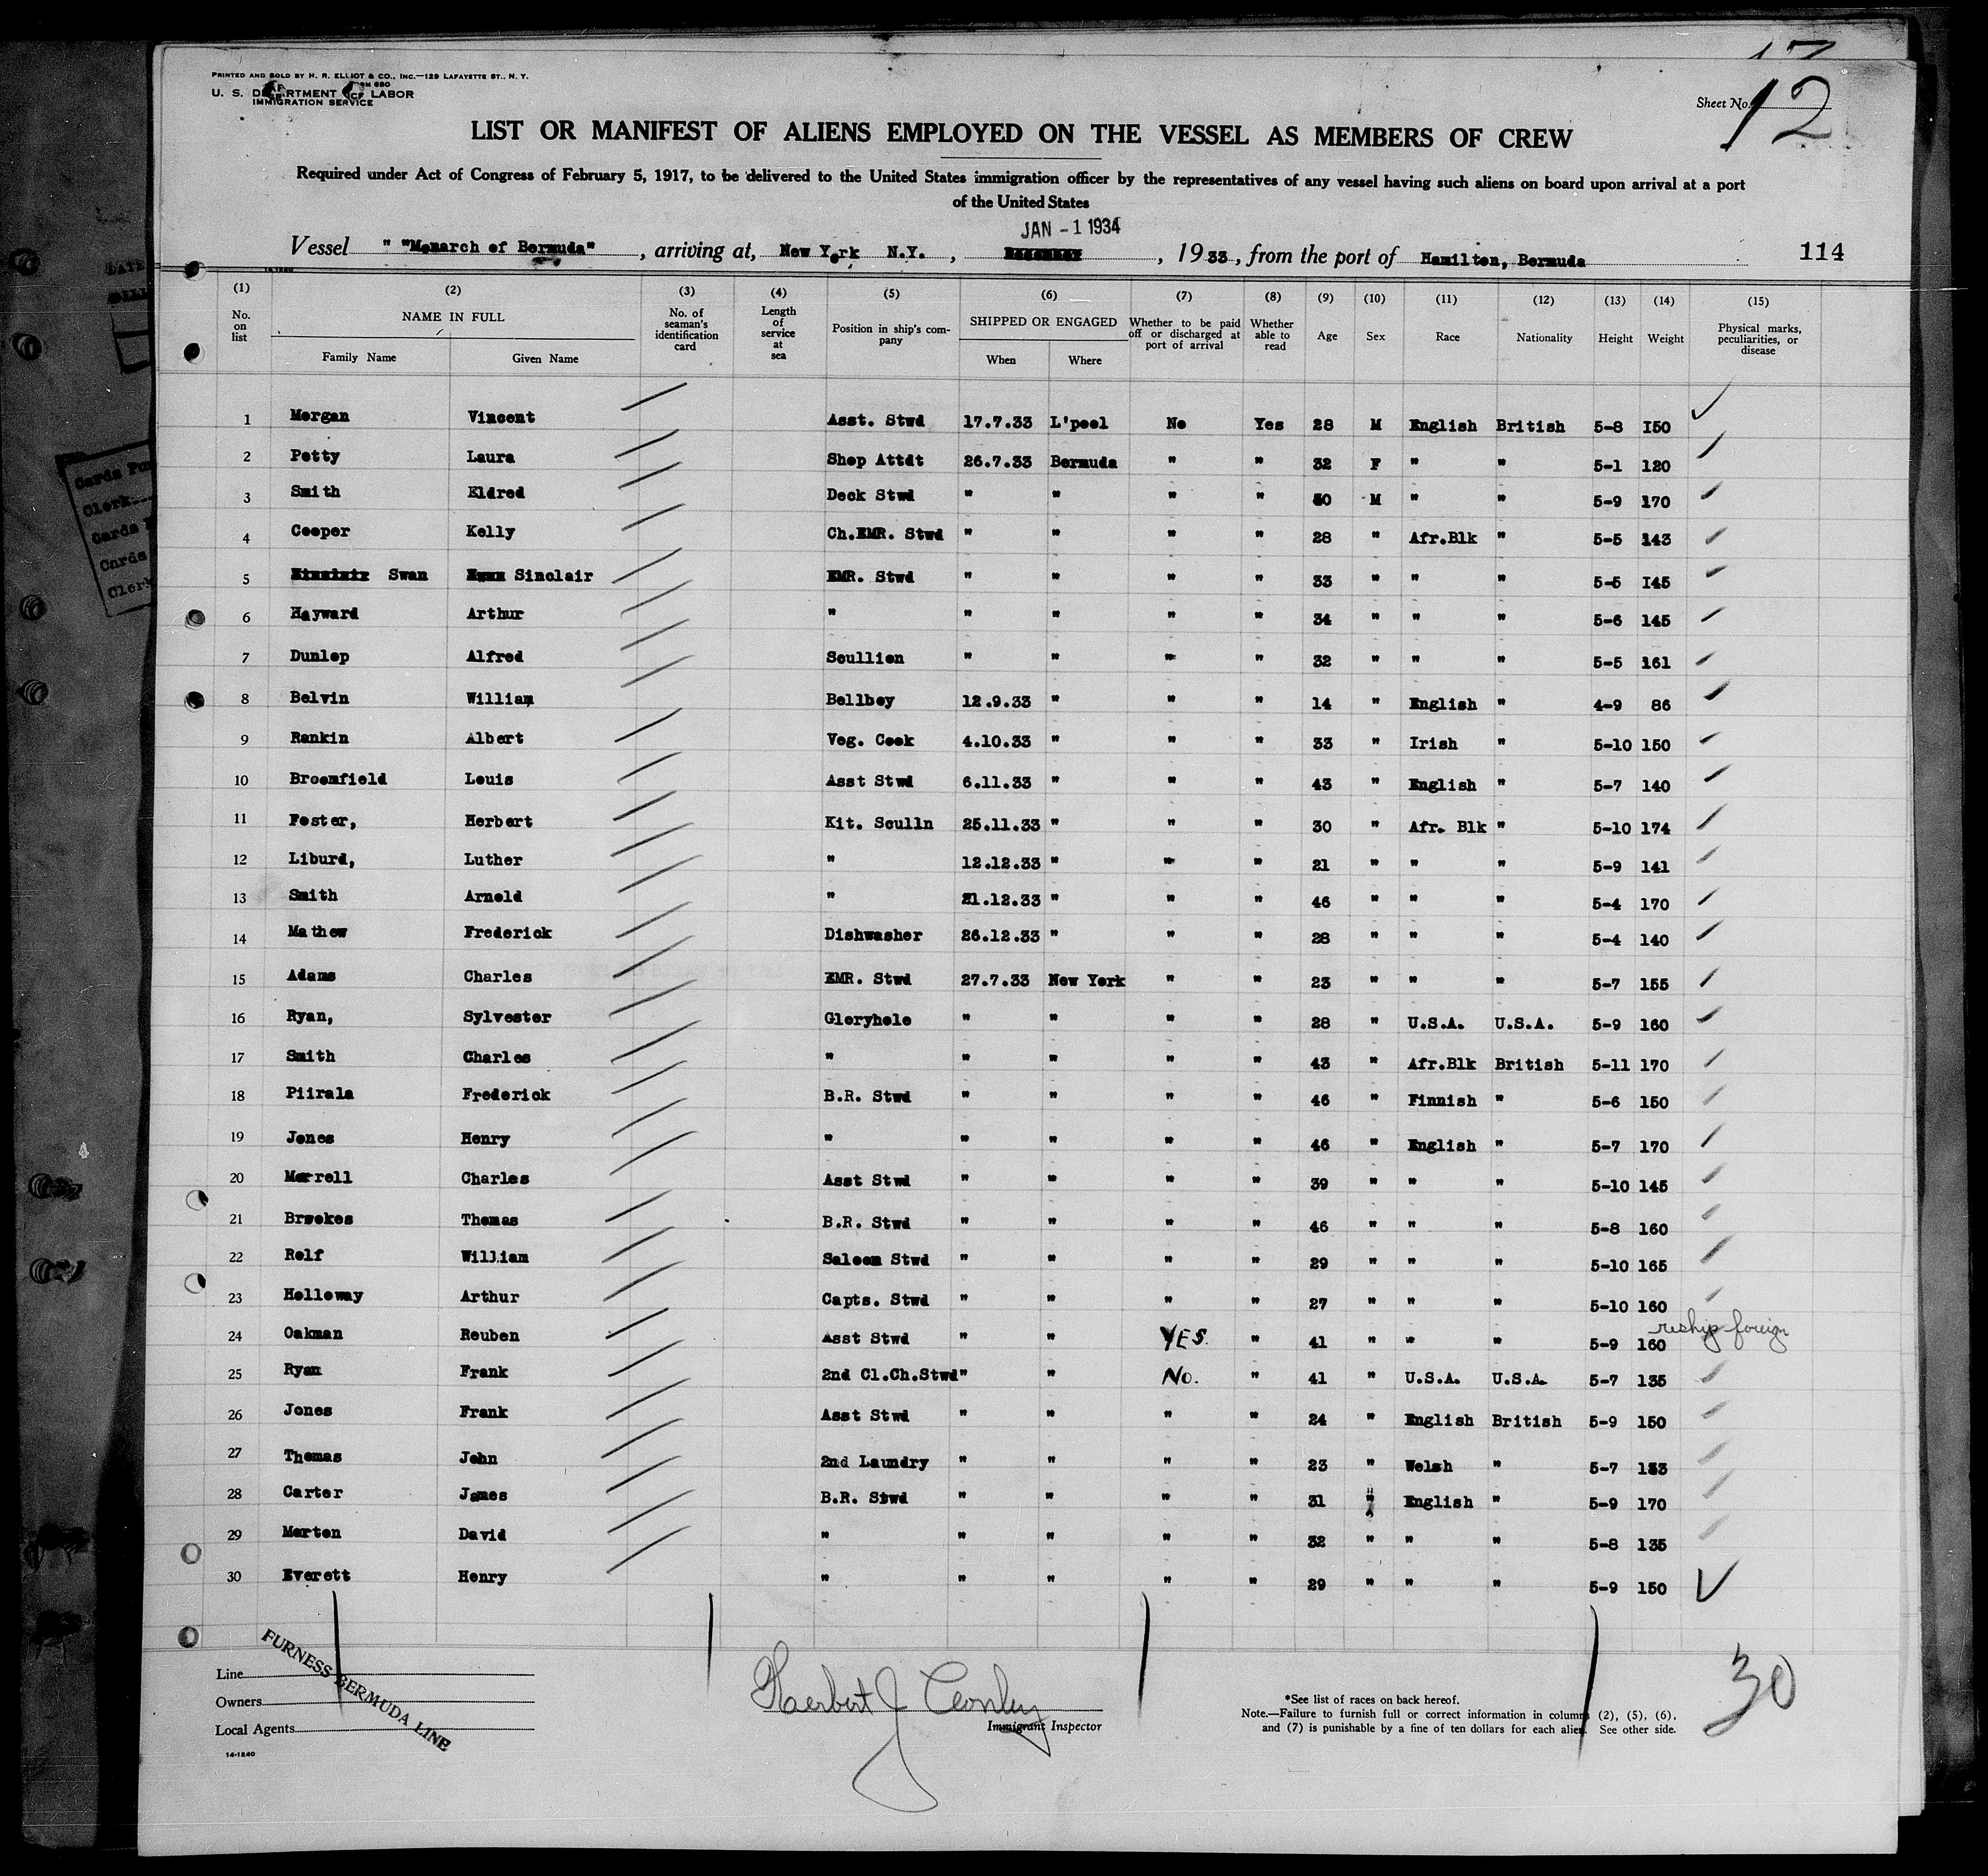 PRINTED AND SOLD BY H. R. ELLIOT & CO., INC.—129 LAFAYETTE ST., N. Y.
U. S. DEPARTMENT OF LABOR
IMMIGRATION SERVICE
Sheet No. 12
LIST OR MANIFEST OF ALIENS EMPLOYED ON THE VESSEL AS MEMBERS OF CREW
Required under Act of Congress of February 5, 1917, to be delivered to the United States immigration officer by the representatives of any vessel having such aliens on board upon arrival at a port
of the United States
JAN - 1 1934
Vessel " "Monarch of Bermuda" , arriving at, New York N.Y. , , 1933, from the port of Hamilton, Bermuda 114
(1) (2) (3) (4) (5) (6) (7) (8) (9) (10) (11) (12) (13) (14) (15)
No. on list NAME IN FULL Family Name Given Name No. of seaman's identification card Length of service at sea Position in ship's company SHIPPED OR ENGAGED When Where Whether to be paid off or discharged at port of arrival Whether able to read Age Sex Race Nationality Height Weight Physical marks, peculiarities, or disease
1 Morgan Vincent Asst. Stwd 17.7.33 L'pool No Yes 28 M English British 5-8 I50
2 Petty Laura Shop Attdt 26.7.33 Bermuda " " 32 F " " 5-1 120
3 Smith Eldred Deck Stwd " " " " 50 M " " 5-9 170
4 Cooper Kelly Ch.EMR. Stwd " " " " 28 " Afr.Blk " 5-5 143
5 Swan Sinclair EMR. Stwd " " " " 33 " " " 5-5 I45
6 Hayward Arthur " " " " " 34 " " " 5-6 145
7 Dunlop Alfred Scullion " " " " 32 " " " 5-5 161
8 Belvin William Bellboy 12.9.33 " " " 14 " English " 4-9 86
9 Rankin Albert Veg. Cook 4.10.33 " " " 33 " Irish " 5-10 150
10 Broomfield Louis Asst Stwd 6.11.33 " " " 43 " English " 5-7 140
11 Foster, Herbert Kit. Sculln 25.11.33 " " " 30 " Afr. Blk " 5-10 174
12 Liburd, Luther " 12.12.33 " " " 21 " " " 5-9 141
13 Smith Arnold " 21.12.33 " " " 46 " " " 5-4 170
14 Mathew Frederick Dishwasher 26.12.33 " " " 28 " " " 5-4 140
15 Adams Charles EMR. Stwd 27.7.33 New York " " 23 " " " 5-7 155
16 Ryan, Sylvester Gloryhole " " " " 28 " U.S.A. U.S.A. 5-9 160
17 Smith Charles " " " " " 43 " Afr.Blk British 5-11 170
18 Piirala Frederick B.R. Stwd " " " " 46 " Finnish " 5-6 150
19 Jones Henry " " " " " 46 " English " 5-7 170
20 Morrell Charles Asst Stwd " " " " 39 " " " 5-10 145
21 Brookes Thomas B.R. Stwd " " " " 46 " " " 5-8 160
22 Rolf William Saloon Stwd " " " " 29 " " " 5-10 165
23 Holloway Arthur Capts. Stwd " " " " 27 " " " 5-10 160
24 Oakman Reuben Asst Stwd " " YES. " 41 " " " 5-9 160 reship foreign
25 Ryan Frank 2nd Cl.Ch.Stwd " " No. " 41 " U.S.A. U.S.A. 5-7 135
26 Jones Frank Asst Stwd " " " " 24 " English British 5-9 150
27 Thomas John 2nd Laundry " " " " 23 " Welsh " 5-7 133
28 Carter James B.R. Stwd " " " " 31 " English " 5-9 170
29 Morton David " " " " " 32 " " " 5-8 135
30 Everett Henry " " " " " 29 " " " 5-9 150
Line
Owners
Local Agents
FURNESS BERMUDA LINE
14-1240
Herbert J Conley
Immigrant Inspector
*See list of races on back hereof.
Note.—Failure to furnish full or correct information in columns (2), (5), (6),
and (7) is punishable by a fine of ten dollars for each alien. See other side.
30